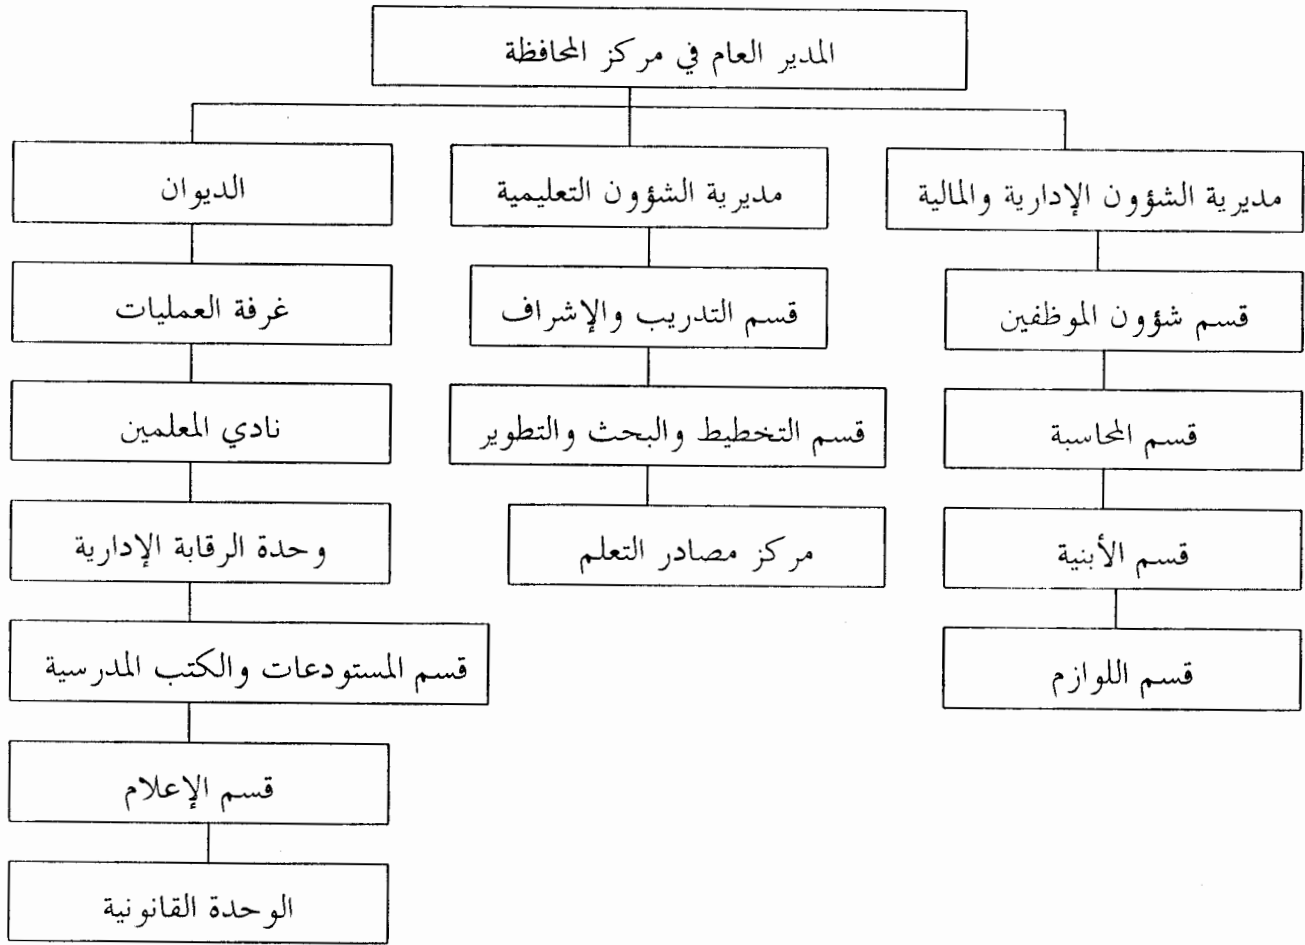 المدير العام في مركز المحافظة
مديرية الشؤون الإدارية والمالية
قسم شؤون الموظفين
قسم المحاسبة
قسم الأبنية
قسم اللوازم
مديرية الشؤون التعليمية
قسم التدريب والإشراف
قسم التخطيط والبحث والتطوير
مركز مصادر التعلم
الديوان
غرفة العمليات
نادي المعلمين
وحدة الرقابة الإدارية
قسم المستودعات والكتب المدرسية
قسم الإعلام
الوحدة القانونية